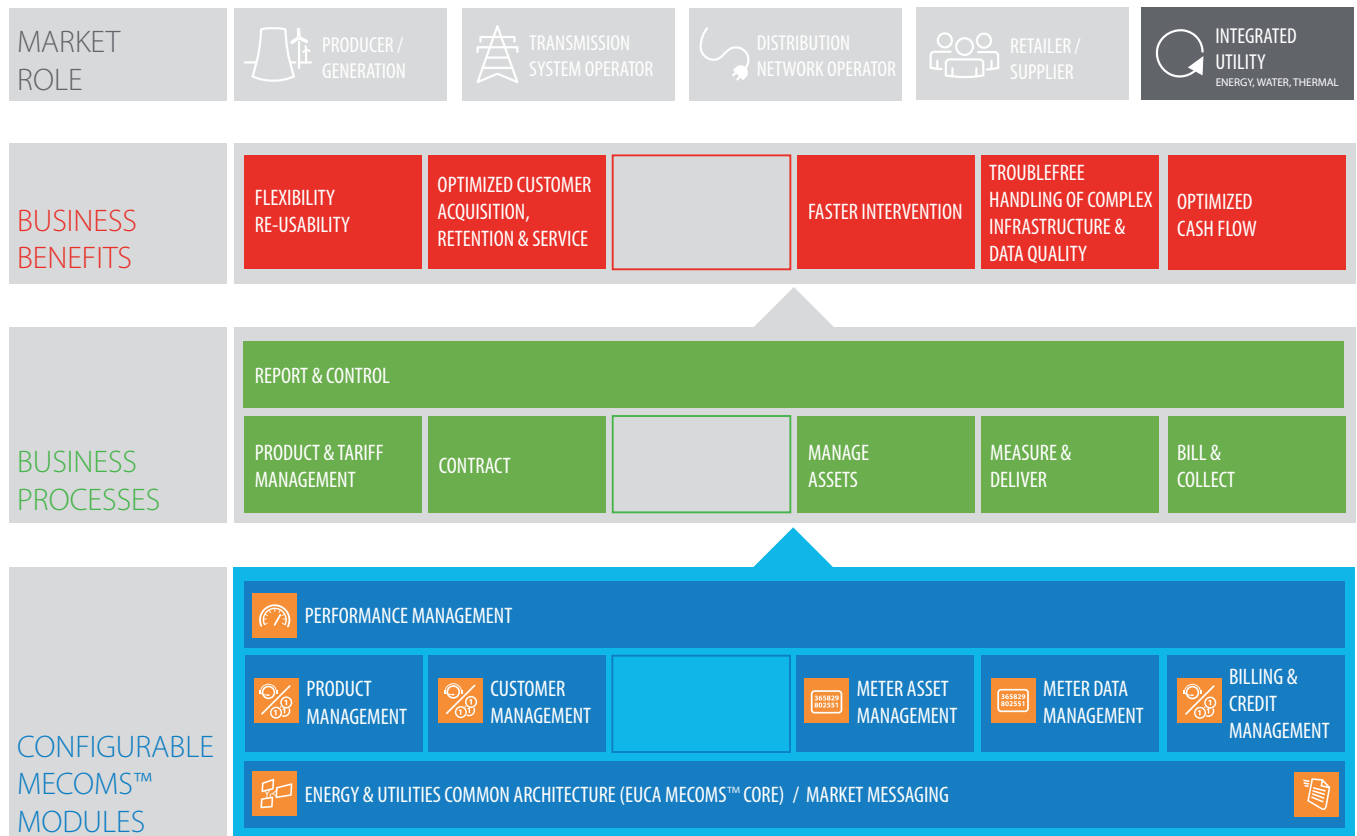 MARKET
ROLE
PRODUCER /
GENERATION
TRANSMISSION
SYSTEM OPERATOR
DISTRIBUTION
NETWORK OPERATOR
RETAILER /
SUPPLIER
INTEGRATED
UTILITY
ENERGY, WATER, THERMAL
BUSINESS
BENEFITS
FLEXIBILITY
RE-USABILITY
OPTIMIZED CUSTOMER
ACQUISITION,
RETENTION & SERVICE
FASTER INTERVENTION
TROUBLEFREE
HANDLING OF COMPLEX
INFRASTRUCTURE &
DATA QUALITY
OPTIMIZED
CASH FLOW
BUSINESS
PROCESSES
REPORT & CONTROL
PRODUCT & TARIFF
MANAGEMENT
CONTRACT
MANAGE
ASSETS
MEASURE &
DELIVER
BILL &
COLLECT
CONFIGURABLE
MECOMS™
MODULES
PERFORMANCE MANAGEMENT
PRODUCT
MANAGEMENT
CUSTOMER
MANAGEMENT
365829
802551
METER ASSET
MANAGEMENT
365829
802551
METER DATA
MANAGEMENT
BILLING &
CREDIT
MANAGEMENT
ENERGY & UTILITIES COMMON ARCHITECTURE (EUCA MECOMS™ CORE) / MARKET MESSAGING